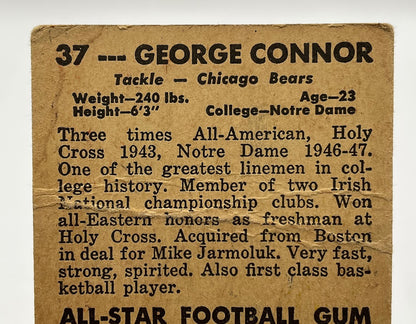 37 --- GEORGE CONNOR
Tackle — Chicago Bears
Weight—240 lbs. Age—23
Height—6'3" College—Notre Dame
Three times All-American, Holy
Cross 1943, Notre Dame 1946-47.
One of the greatest linemen in col-
lege history. Member of two Irish
National championship clubs. Won
all-Eastern honors as freshman at
Holy Cross. Acquired from Boston
in deal for Mike Jarmoluk. Very fast,
strong, spirited. Also first class bas-
ketball player.
ALL-STAR FOOTBALL GUM